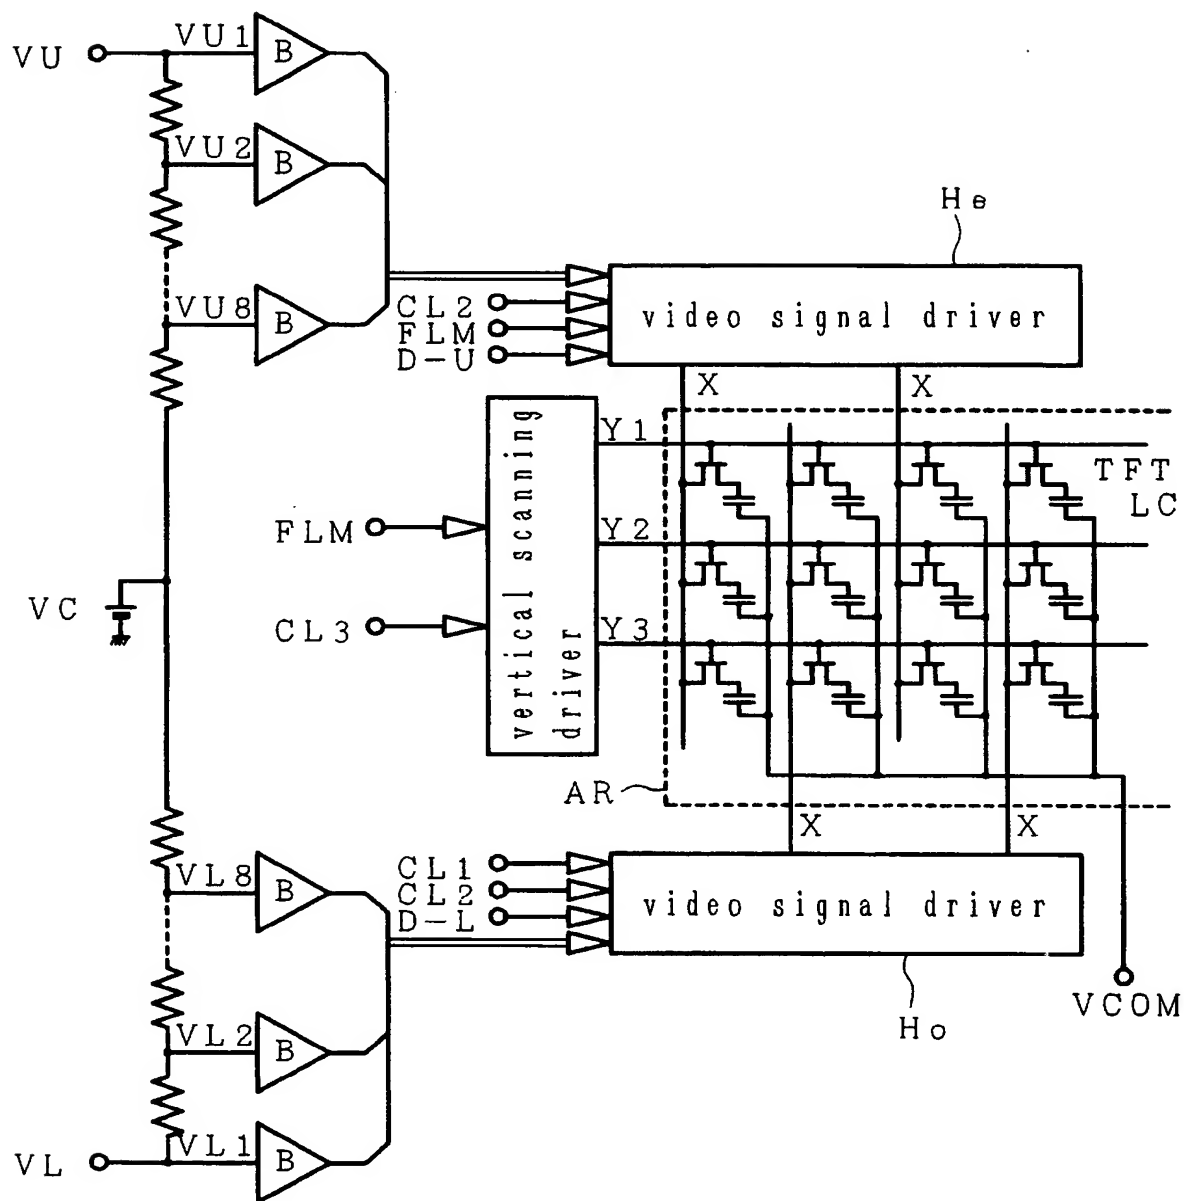 VU
VU1
B
VU2
B
VU8
B
He
CL2
FLM
D-U
video signal driver
X
X
Y1
Y2
Y3
TFT
LC
FLM
CL3
vertical scanning
driver
VC
AR
X
X
VL8
B
CL1
CL2
D-L
video signal driver
VCOM
Ho
VL2
B
VL
VL1
B